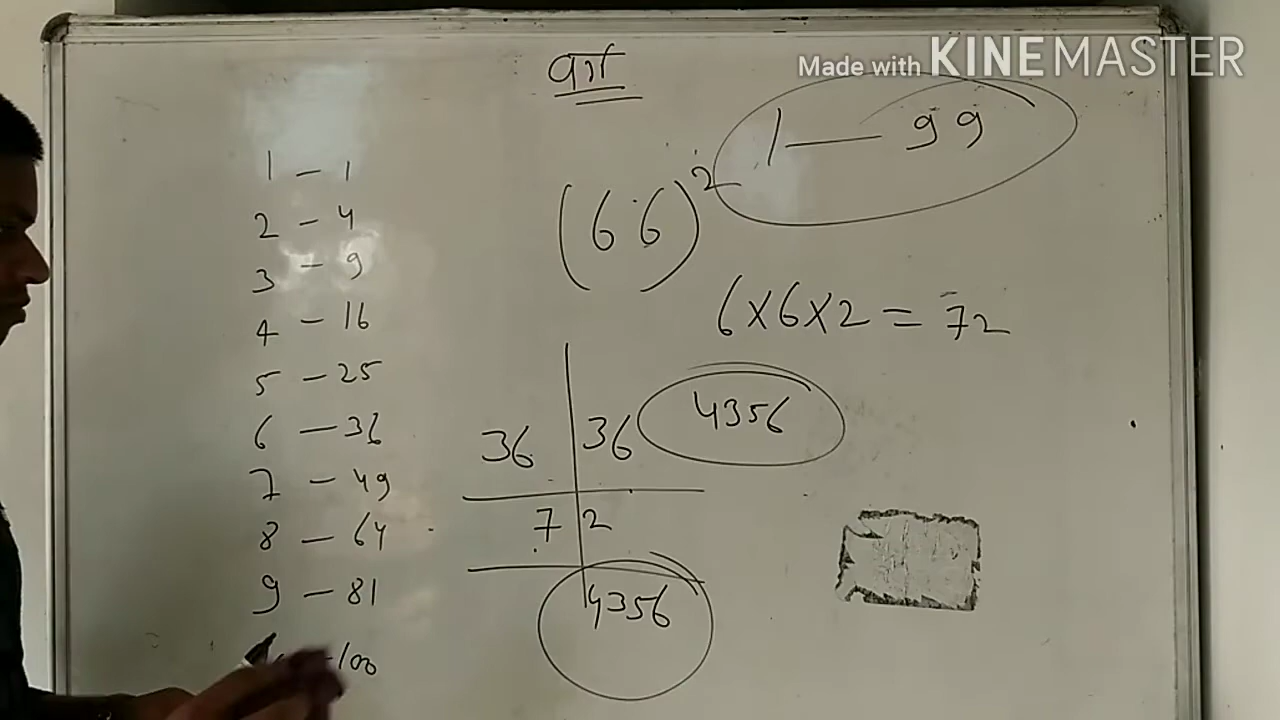 वर्ग
Made with KINEMASTER
1 — 99
1 – 1
2 – 4
3 – 9
4 – 16
5 – 25
6 – 36
7 – 49
8 – 64
9 – 81
– 100
(66)²
6×6×2 = 72
36 | 36
4356
7 | 2
4356